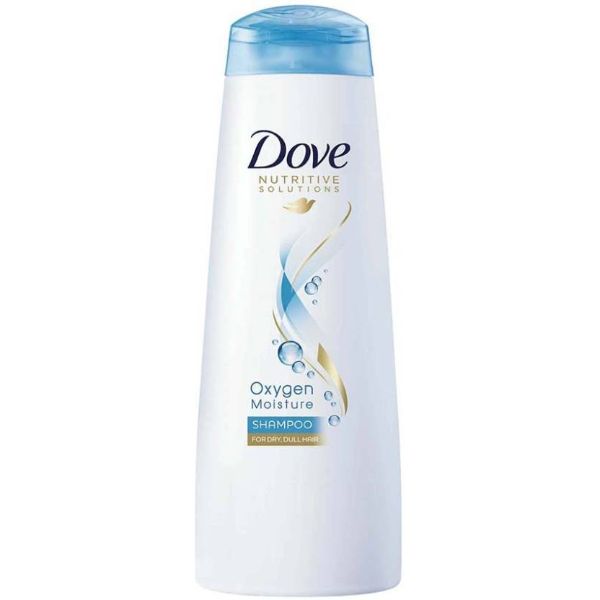 Dove
NUTRITIVE
SOLUTIONS
Oxygen
Moisture
SHAMPOO
FOR DRY, DULL HAIR